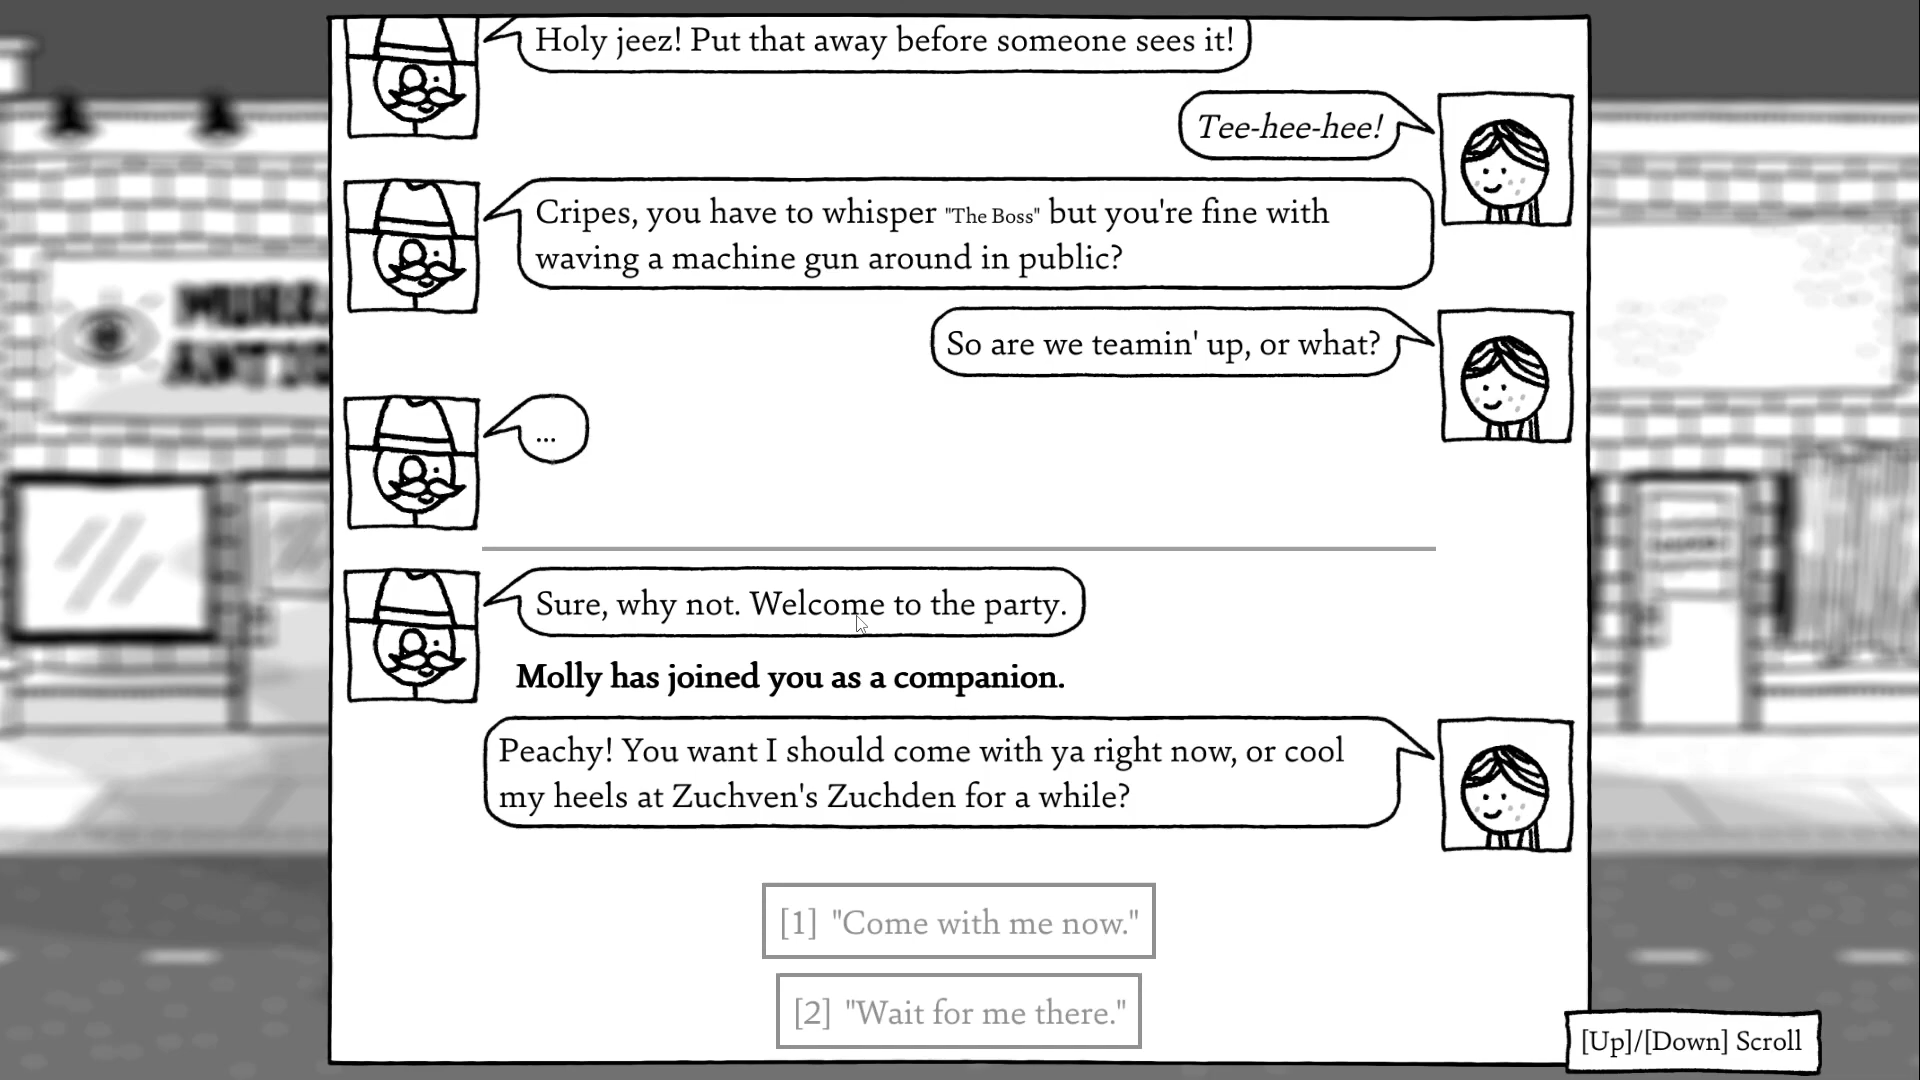 Holy jeez! Put that away before someone sees it!
Tee-hee-hee!
Cripes, you have to whisper "The Boss" but you're fine with
waving a machine gun around in public?
So are we teamin' up, or what?
...
Sure, why not. Welcome to the party.
Molly has joined you as a companion.
Peachy! You want I should come with ya right now, or cool
my heels at Zuchven's Zuchden for a while?
[1] "Come with me now."
[2] "Wait for me there."
[Up]/[Down] Scroll